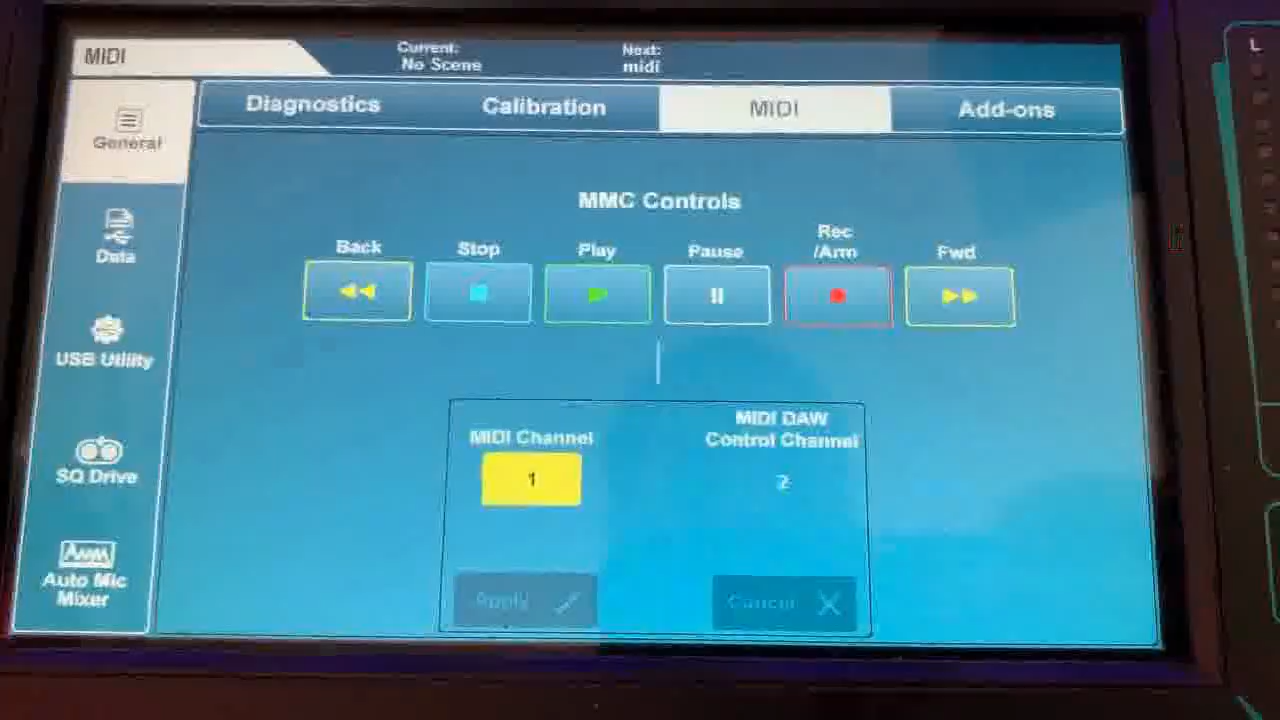 MIDI
Current:
No Scene
Next:
midi
L
General
Diagnostics
Calibration
MIDI
Add-ons
Data
USB Utility
SQ Drive
Auto Mic
Mixer
MMC Controls
Back
Stop
Play
Pause
Rec
/Arm
Fwd
MIDI Channel
1
MIDI DAW
Control Channel
2
Apply
Cancel